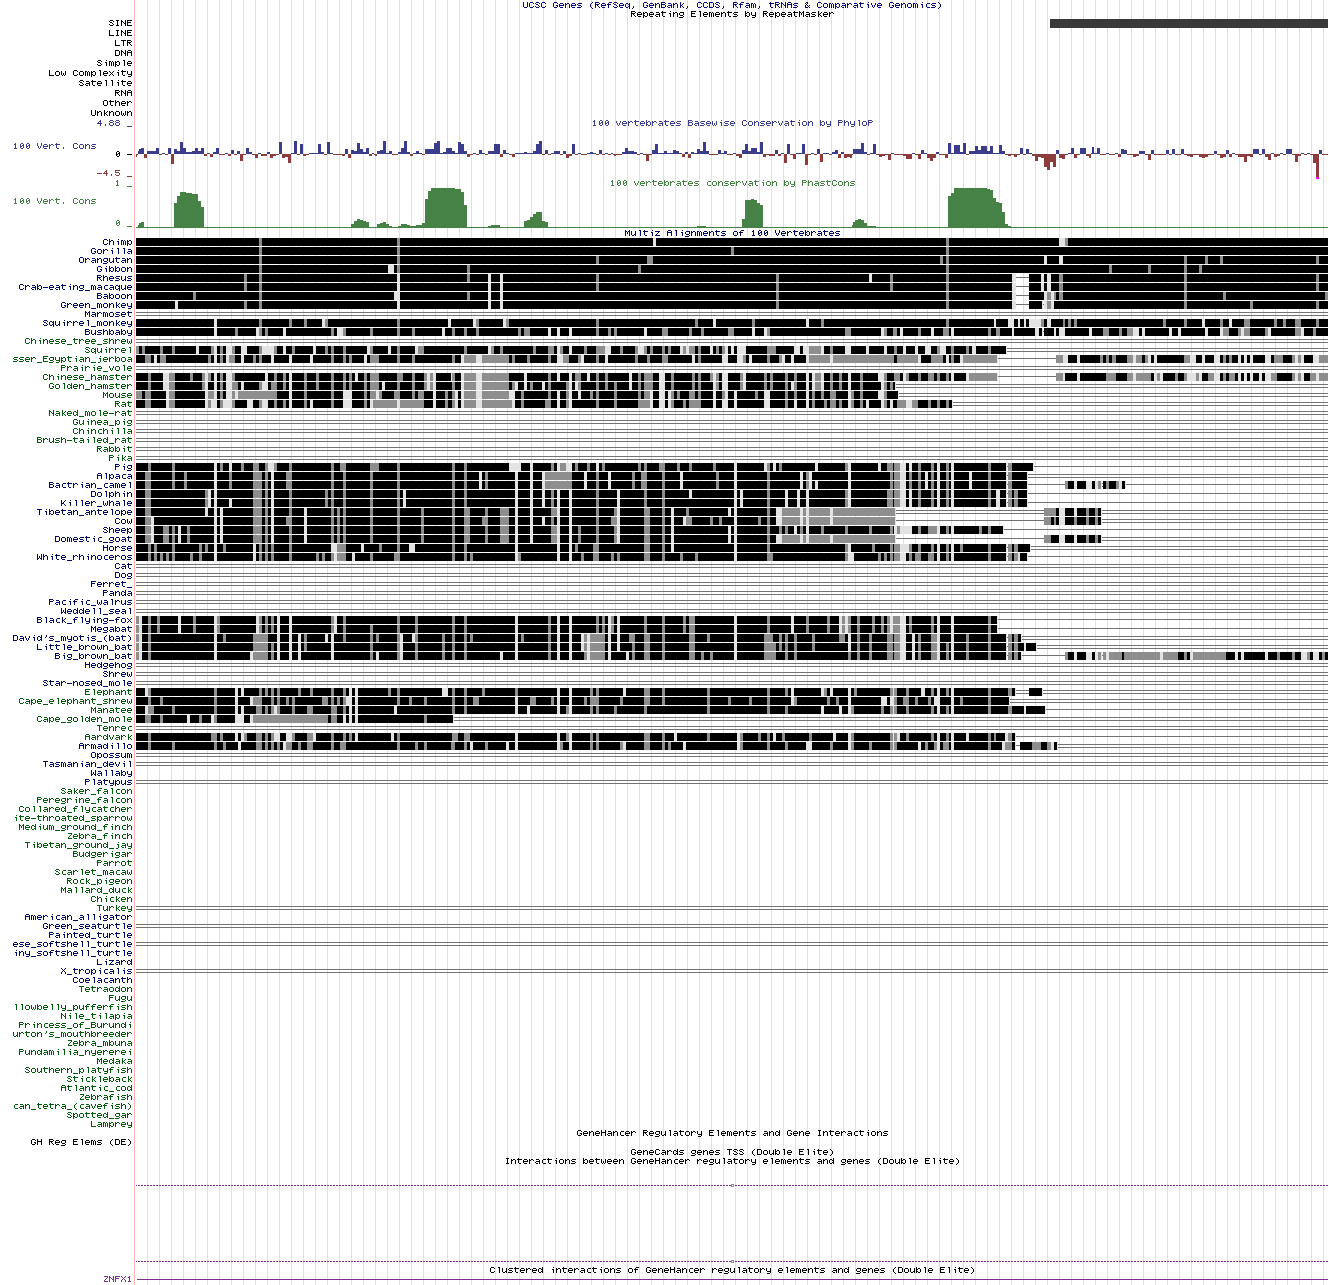 UCSC Genes (RefSeq, GenBank, CCDS, Rfam, tRNAs & Comparative Genomics)
Repeating Elements by RepeatMasker
SINE
LINE
LTR
DNA
Simple
Low Complexity
Satellite
RNA
Other
Unknown
4.88 _
100 vertebrates Basewise Conservation by PhyloP
100 Vert. Cons
0 -
-4.5 _
100 vertebrates conservation by PhastCons
1 _
100 Vert. Cons
0 _
Multiz Alignments of 100 Vertebrates
Chimp
Gorilla
Orangutan
Gibbon
Rhesus
Crab-eating_macaque
Baboon
Green_monkey
Marmoset
Squirrel_monkey
Bushbaby
Chinese_tree_shrew
Squirrel
sser_Egyptian_jerboa
Prairie_vole
Chinese_hamster
Golden_hamster
Mouse
Rat
Naked_mole-rat
Guinea_pig
Chinchilla
Brush-tailed_rat
Rabbit
Pika
Pig
Alpaca
Bactrian_camel
Dolphin
Killer_whale
Tibetan_antelope
Cow
Sheep
Domestic_goat
Horse
White_rhinoceros
Cat
Dog
Ferret_
Panda
Pacific_walrus
Weddell_seal
Black_flying-fox
Megabat
David's_myotis_(bat)
Little_brown_bat
Big_brown_bat
Hedgehog
Shrew
Star-nosed_mole
Elephant
Cape_elephant_shrew
Manatee
Cape_golden_mole
Tenrec
Aardvark
Armadillo
Opossum
Tasmanian_devil
Wallaby
Platypus
Saker_falcon
Peregrine_falcon
Collared_flycatcher
ite-throated_sparrow
Medium_ground_finch
Zebra_finch
Tibetan_ground_jay
Budgerigar
Parrot
Scarlet_macaw
Rock_pigeon
Mallard_duck
Chicken
Turkey
American_alligator
Green_seaturtle
Painted_turtle
ese_softshell_turtle
iny_softshell_turtle
Lizard
X_tropicalis
Coelacanth
Tetraodon
Fugu
llowbelly_pufferfish
Nile_tilapia
Princess_of_Burundi
urton's_mouthbreeder
Zebra_mbuna
Pundamilia_nyererei
Medaka
Southern_platyfish
Stickleback
Atlantic_cod
Zebrafish
can_tetra_(cavefish)
Spotted_gar
Lamprey
GeneHancer Regulatory Elements and Gene Interactions
GH Reg Elems (DE)
GeneCards genes TSS (Double Elite)
Interactions between GeneHancer regulatory elements and genes (Double Elite)
Clustered interactions of GeneHancer regulatory elements and genes (Double Elite)
ZNFX1